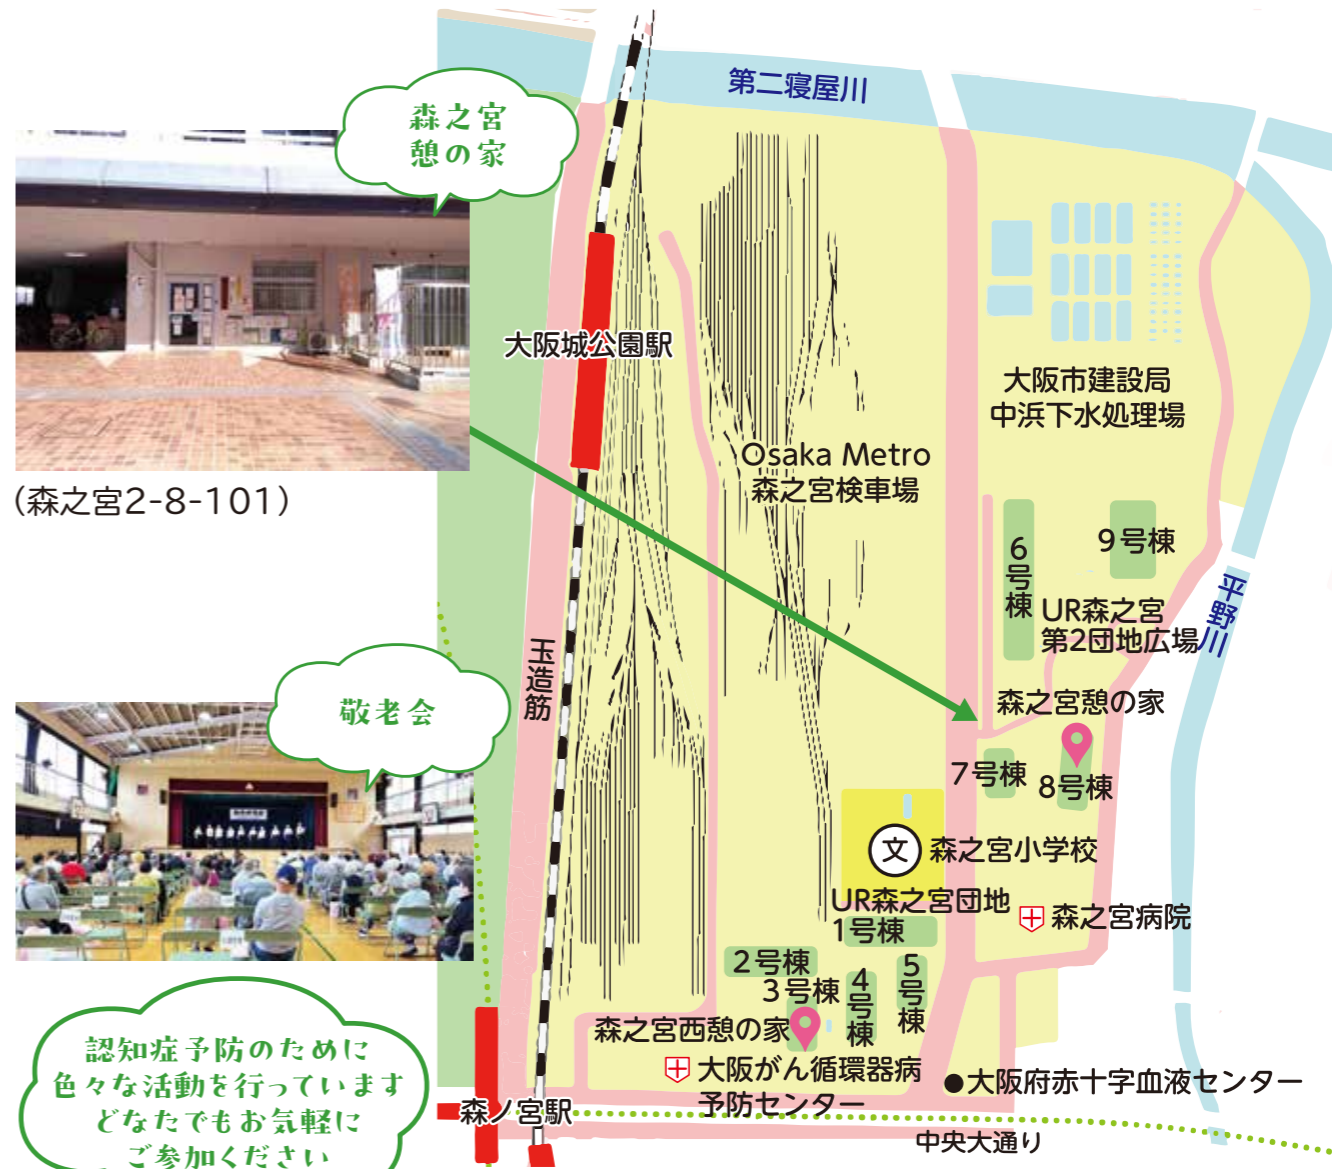 第二寝屋川
森之宮
憩の家
大阪城公園駅
(森之宮2-8-101)
大阪市建設局
中浜下水処理場
Osaka Metro
森之宮検車場
6号棟
9号棟
UR森之宮
第2団地広場
平野川
玉造筋
森之宮憩の家
7号棟
8号棟
敬老会
文
森之宮小学校
UR森之宮団地
1号棟
森之宮病院
2号棟
3号棟
4号棟
5号棟
森之宮西憩の家
大阪がん循環器病
予防センター
●大阪府赤十字血液センター
森ノ宮駅
中央大通り
認知症予防のために
色々な活動を行っています
どなたでもお気軽に
ご参加ください